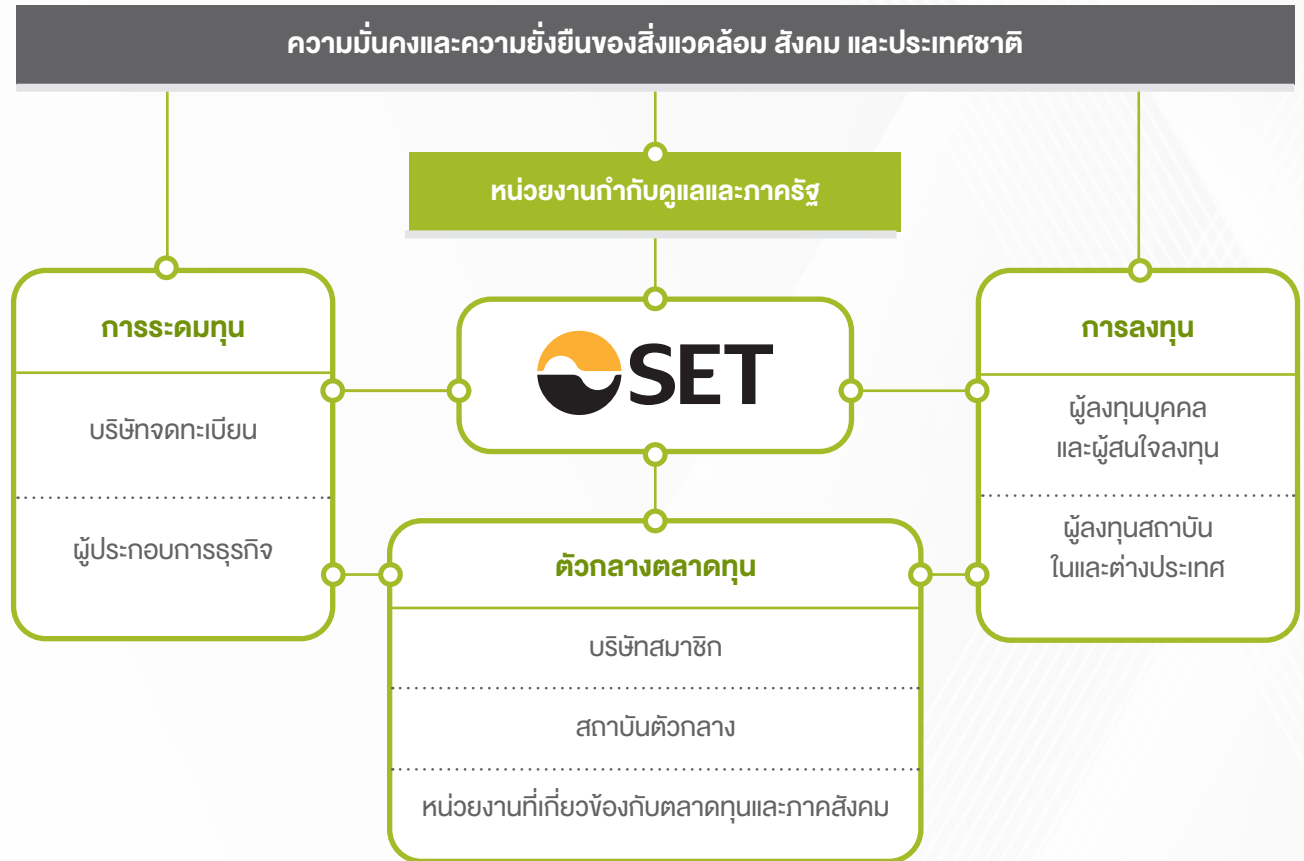 ความมั่นคงและความยั่งยืนของสิ่งแวดล้อม สังคม และประเทศชาติ
หน่วยงานกำกับดูแลและภาครัฐ
การระดมทุน
บริษัทจดทะเบียน
ผู้ประกอบการธุรกิจ
SET
การลงทุน
ผู้ลงทุนบุคคล
และผู้สนใจลงทุน
ผู้ลงทุนสถาบัน
ในและต่างประเทศ
ตัวกลางตลาดทุน
บริษัทสมาชิก
สถาบันตัวกลาง
หน่วยงานที่เกี่ยวข้องกับตลาดทุนและภาคสังคม